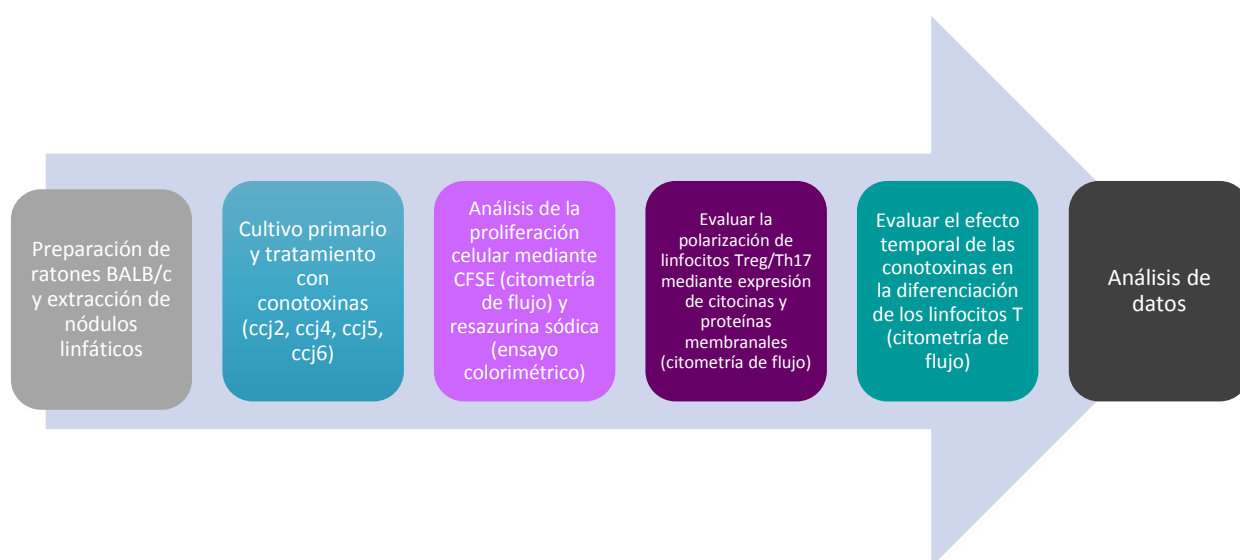 Preparación de
ratones BALB/c
y extracción de
nódulos
linfáticos
Cultivo primario
y tratamiento
con
conotoxinas
(ccj2, ccj4, ccj5,
ccj6)
Análisis de la
proliferación
celular mediante
CFSE (citometría
de flujo) y
resazurina sódica
(ensayo
colorimétrico)
Evaluar la
polarización de
linfocitos Treg/Th17
mediante expresión
de citocinas y
proteínas
membranales
(citometría de flujo)
Evaluar el efecto
temporal de las
conotoxinas en
la diferenciación
de los linfocitos T
(citometría de
flujo)
Análisis de
datos